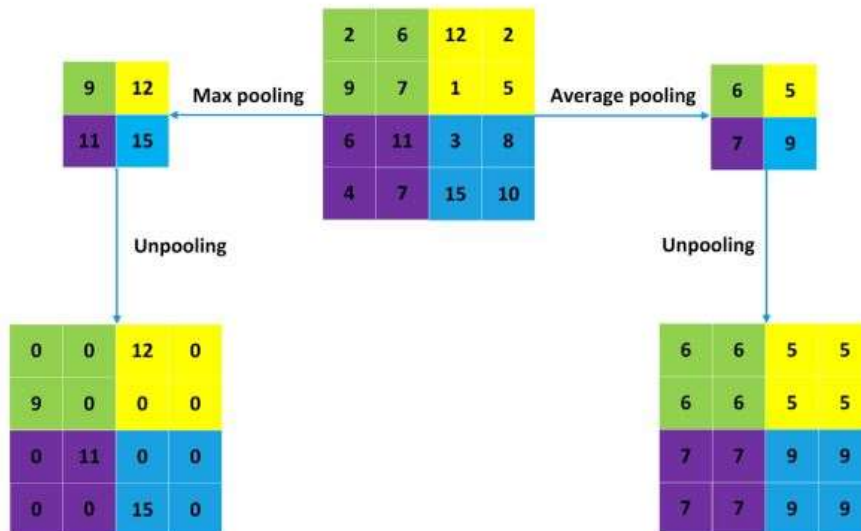 2 6 12 2
9 7 1 5
6 11 3 8
4 7 15 10
9 12
11 15
Max pooling
Average pooling
6 5
7 9
Unpooling
Unpooling
0 0 12 0
9 0 0 0
0 11 0 0
0 0 15 0
6 6 5 5
6 6 5 5
7 7 9 9
7 7 9 9